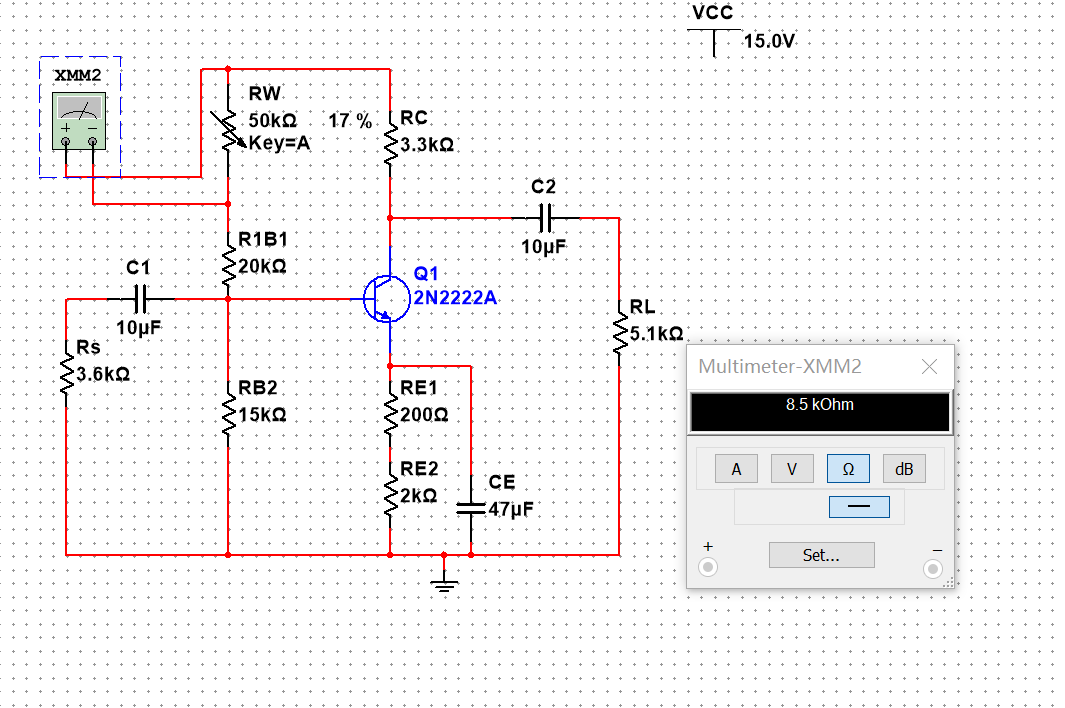 VCC
15.0V
XMM2
RW
50kΩ 17 %
Key=A
RC
3.3kΩ
C2
10µF
R1B1
20kΩ
C1
10µF
Q1
2N2222A
RL
5.1kΩ
Rs
3.6kΩ
RB2
15kΩ
RE1
200Ω
RE2
2kΩ
CE
47µF
Multimeter-XMM2
8.5 kOhm
A V Ω dB
+ −
Set...